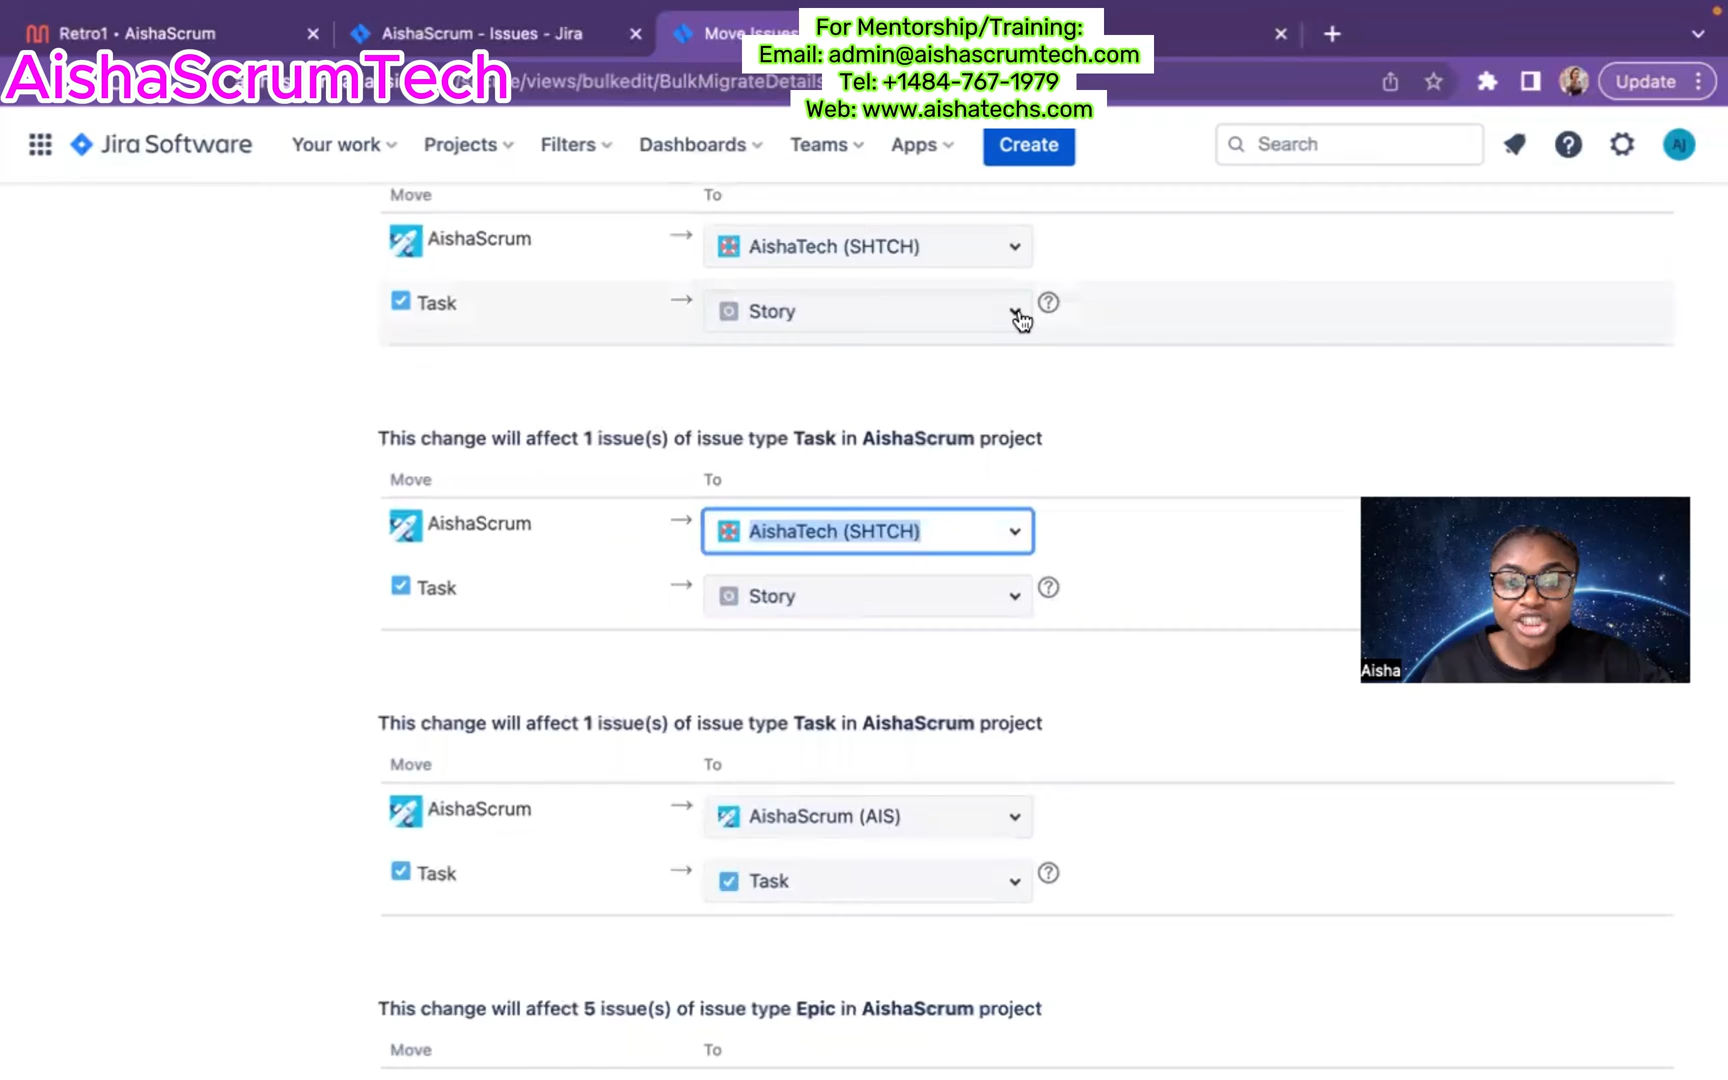 Retro1 • AishaScrum
AishaScrum - Issues - Jira
Move Issues
For Mentorship/Training:
Email: admin@aishascrumtech.com
Tel: +1484-767-1979
Web: www.aishatechs.com
AishaScrumTech
e/views/bulkedit/BulkMigrateDetails
Update
Jira Software
Your work
Projects
Filters
Dashboards
Teams
Apps
Create
Search
AJ
Move To
AishaScrum → AishaTech (SHTCH)
Task → Story
This change will affect 1 issue(s) of issue type Task in AishaScrum project
Move To
AishaScrum → AishaTech (SHTCH)
Task → Story
Aisha
This change will affect 1 issue(s) of issue type Task in AishaScrum project
Move To
AishaScrum → AishaScrum (AIS)
Task → Task
This change will affect 5 issue(s) of issue type Epic in AishaScrum project
Move To